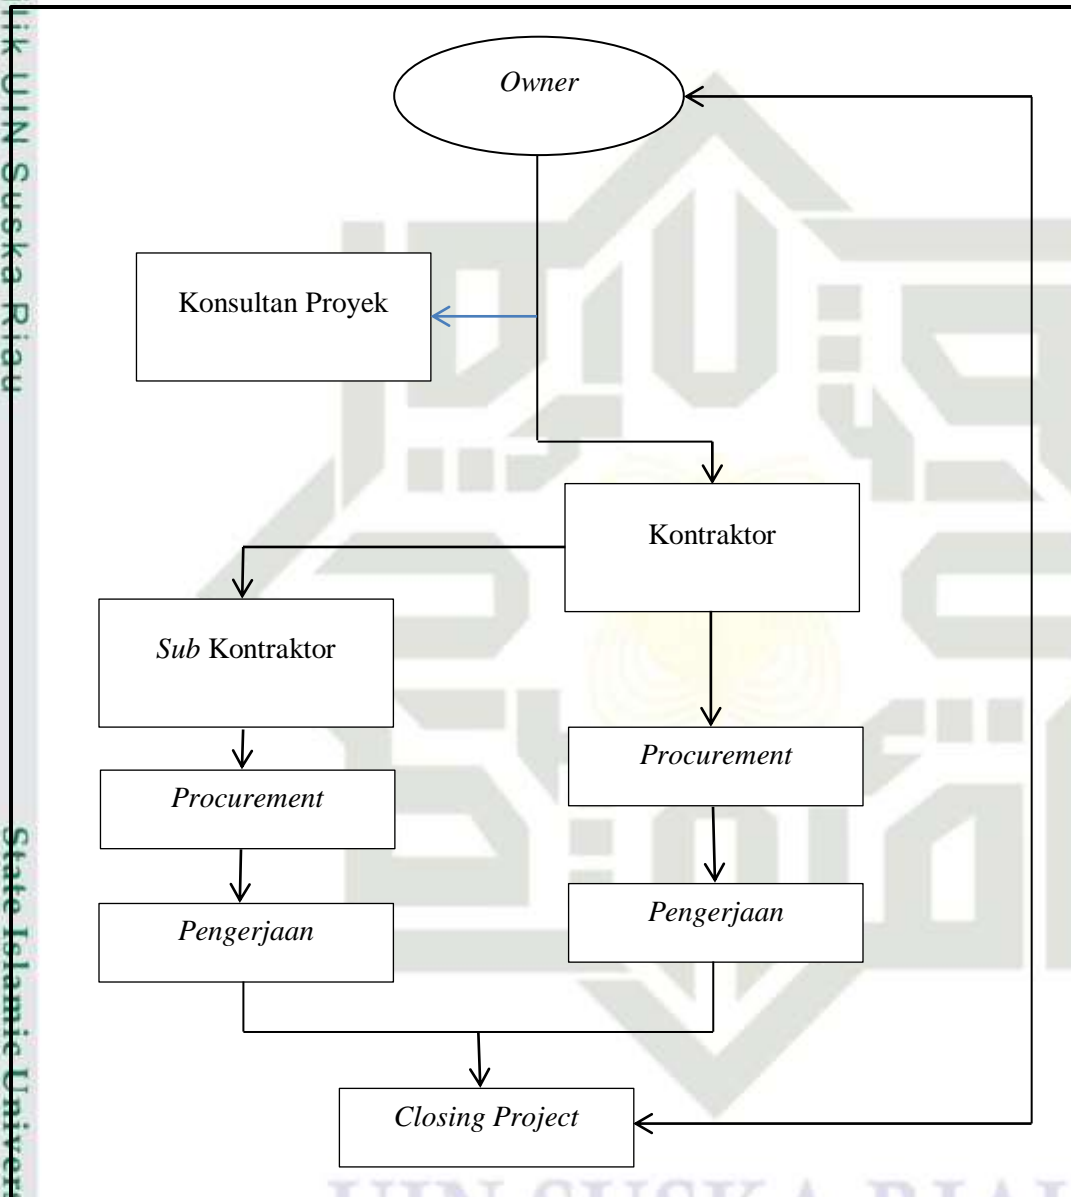 Owner
Konsultan Proyek
Kontraktor
Sub Kontraktor
Procurement
Procurement
Pengerjaan
Pengerjaan
Closing Project
lik UIN Suska Riau
State Islamic Univers
UIN SUSKA RIAU